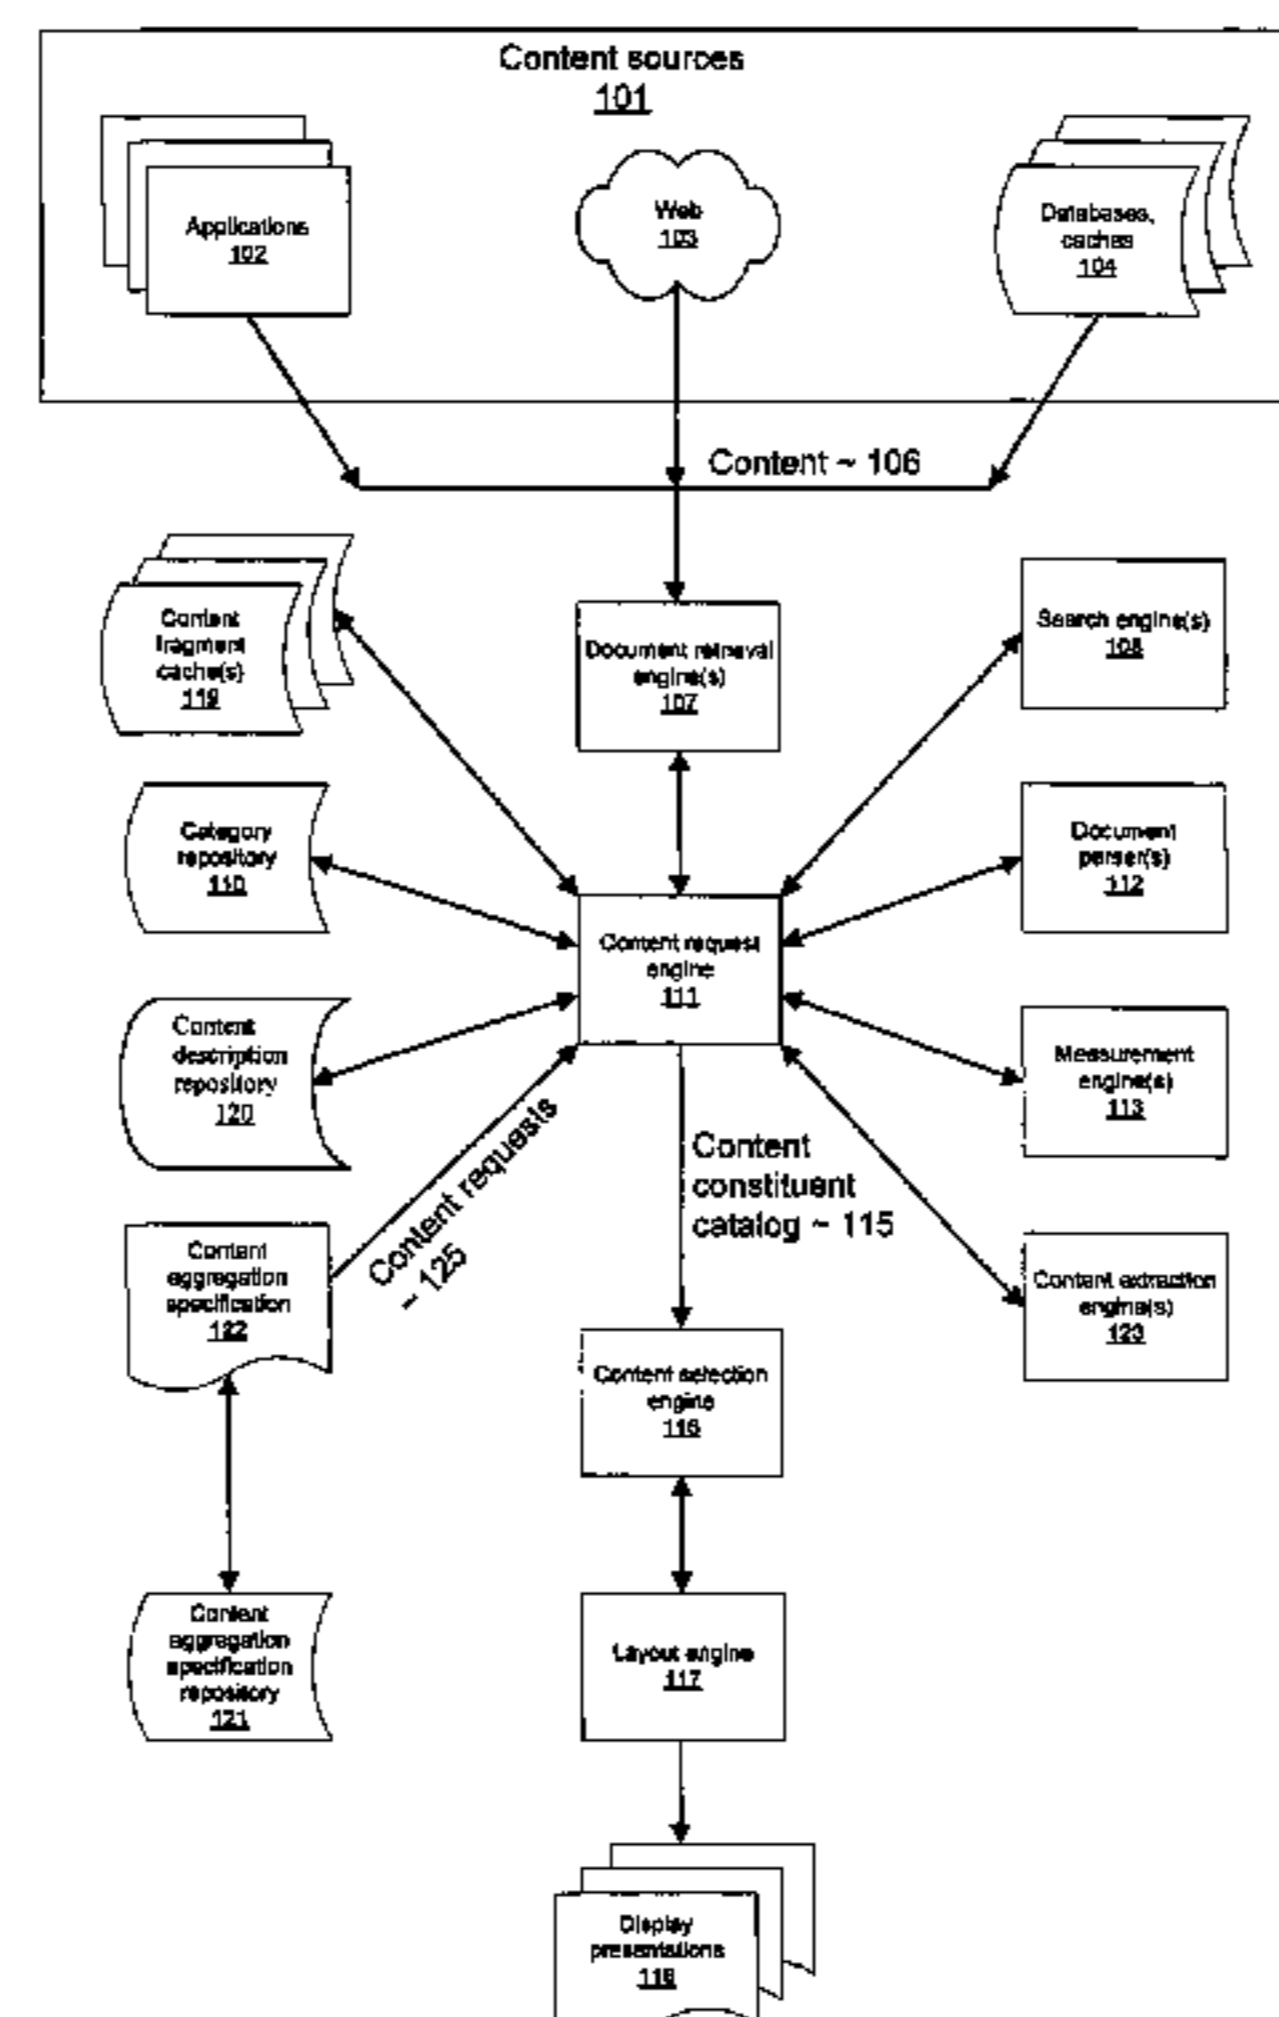 Content sources
101
Applications
102
Web
103
Databases,
caches
104
Content ~ 106
Content
fragment
cache(s)
119
Document retrieval
engine(s)
107
Search engine(s)
108
Category
repository
110
Document
parser(s)
112
Content request
engine
111
Content
description
repository
120
Measurement
engine(s)
113
Content requests
~ 125
Content
constituent
catalog ~ 115
Content
aggregation
specification
122
Content extraction
engine(s)
123
Content selection
engine
116
Content
aggregation
specification
repository
121
Layout engine
117
Display
presentations
118